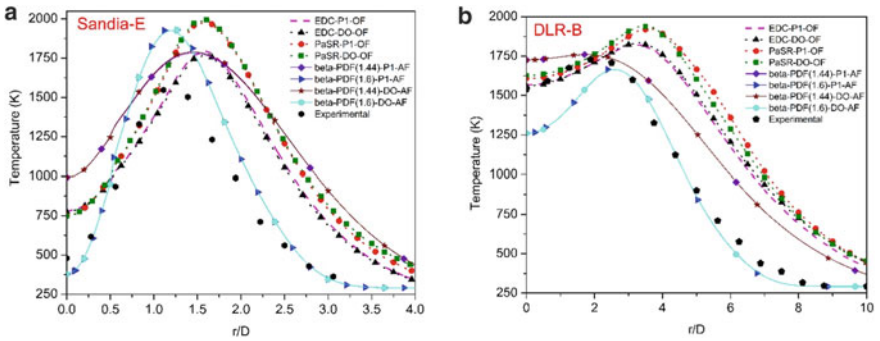 a
Sandia-E
EDC-P1-OF
EDC-DO-OF
PaSR-P1-OF
PaSR-DO-OF
beta-PDF(1.44)-P1-AF
beta-PDF(1.6)-P1-AF
beta-PDF(1.44)-DO-AF
beta-PDF(1.6)-DO-AF
Experimental
Temperature (K)
2000
1750
1500
1250
1000
750
500
250
0.0 0.5 1.0 1.5 2.0 2.5 3.0 3.5 4.0
r/D
b
DLR-B
EDC-P1-OF
EDC-DO-OF
PaSR-P1-OF
PaSR-DO-OF
beta-PDF(1.44)-P1-AF
beta-PDF(1.6)-P1-AF
beta-PDF(1.44)-DO-AF
beta-PDF(1.6)-DO-AF
Experimental
Temperature (K)
2000
1750
1500
1250
1000
750
500
250
0 2 4 6 8 10
r/D